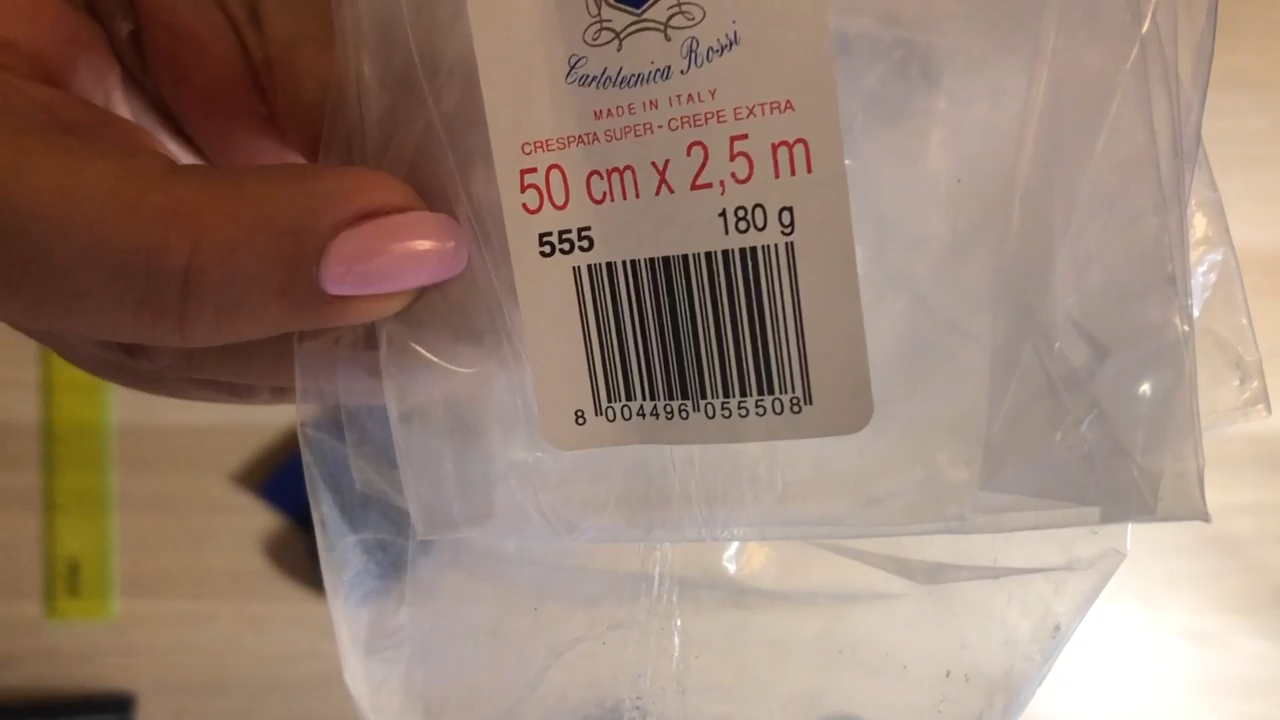 Cartotecnica Rossi
MADE IN ITALY
CRESPATA SUPER - CREPE EXTRA
50 cm x 2,5 m
555 180 g
8 004496 055508